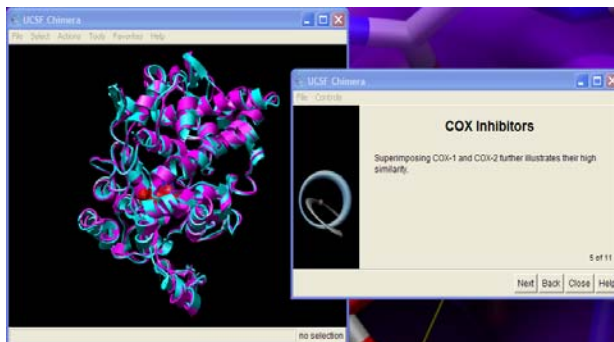 UCSF Chimera
File Select Actions Tools Favorites Help
no selection
UCSF Chimera
File Controls
COX Inhibitors
Superimposing COX-1 and COX-2 further illustrates their high
similarity.
5 of 11
Next Back Close Help